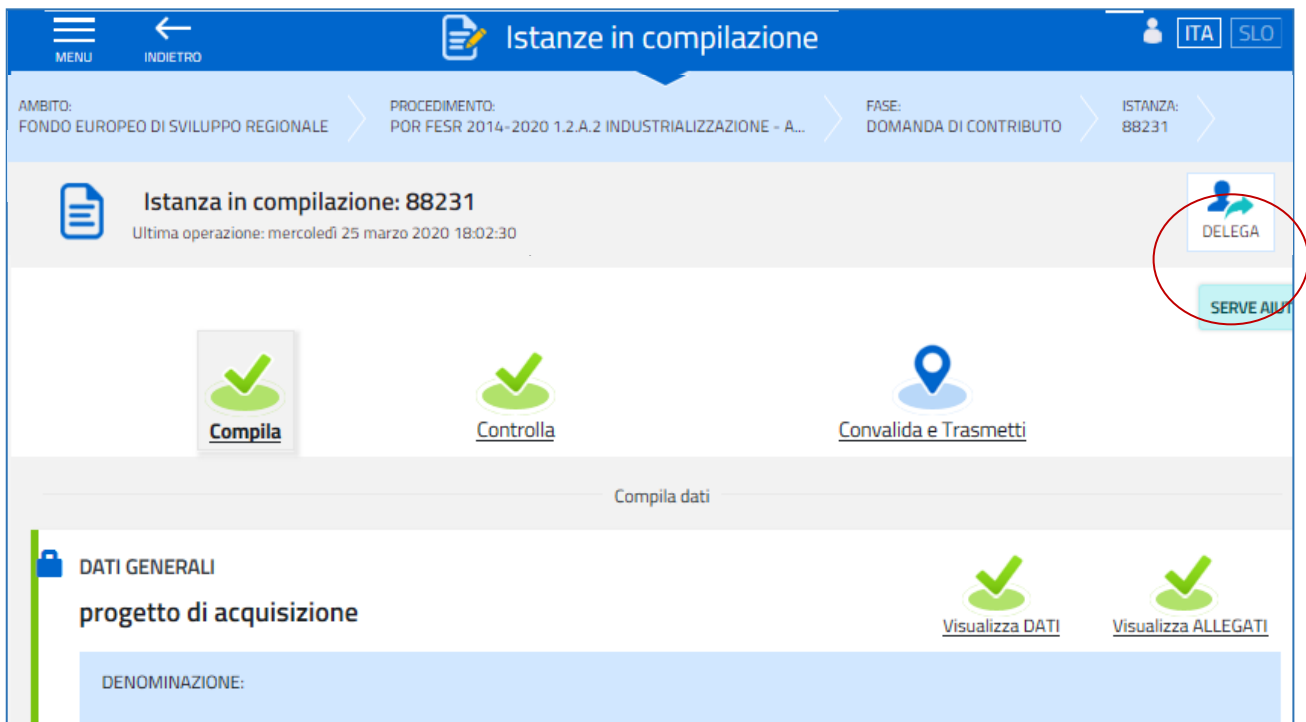 MENU
INDIETRO
Istanze in compilazione
ITA
SLO
AMBITO:
FONDO EUROPEO DI SVILUPPO REGIONALE
PROCEDIMENTO:
POR FESR 2014-2020 1.2.A.2 INDUSTRIALIZZAZIONE - A...
FASE:
DOMANDA DI CONTRIBUTO
ISTANZA:
88231
Istanza in compilazione: 88231
Ultima operazione: mercoledì 25 marzo 2020 18:02:30
DELEGA
SERVE AIUT
Compila
Controlla
Convalida e Trasmetti
Compila dati
DATI GENERALI
progetto di acquisizione
Visualizza DATI
Visualizza ALLEGATI
DENOMINAZIONE: